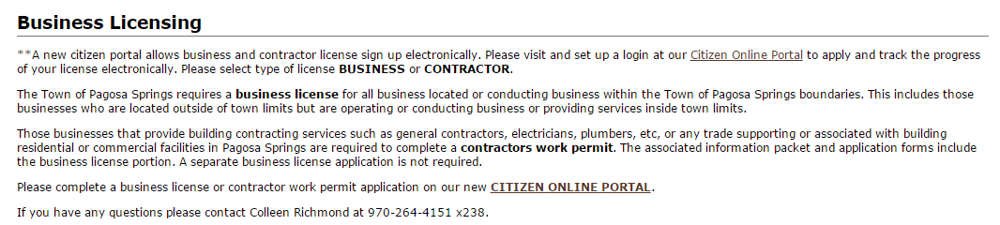 Business Licensing
**A new citizen portal allows business and contractor license sign up electronically. Please visit and set up a login at our Citizen Online Portal to apply and track the progress
of your license electronically. Please select type of license BUSINESS or CONTRACTOR.
The Town of Pagosa Springs requires a business license for all business located or conducting business within the Town of Pagosa Springs boundaries. This includes those
businesses who are located outside of town limits but are operating or conducting business or providing services inside town limits.
Those businesses that provide building contracting services such as general contractors, electricians, plumbers, etc, or any trade supporting or associated with building
residential or commercial facilities in Pagosa Springs are required to complete a contractors work permit. The associated information packet and application forms include
the business license portion. A separate business license application is not required.
Please complete a business license or contractor work permit application on our new CITIZEN ONLINE PORTAL.
If you have any questions please contact Colleen Richmond at 970-264-4151 x238.